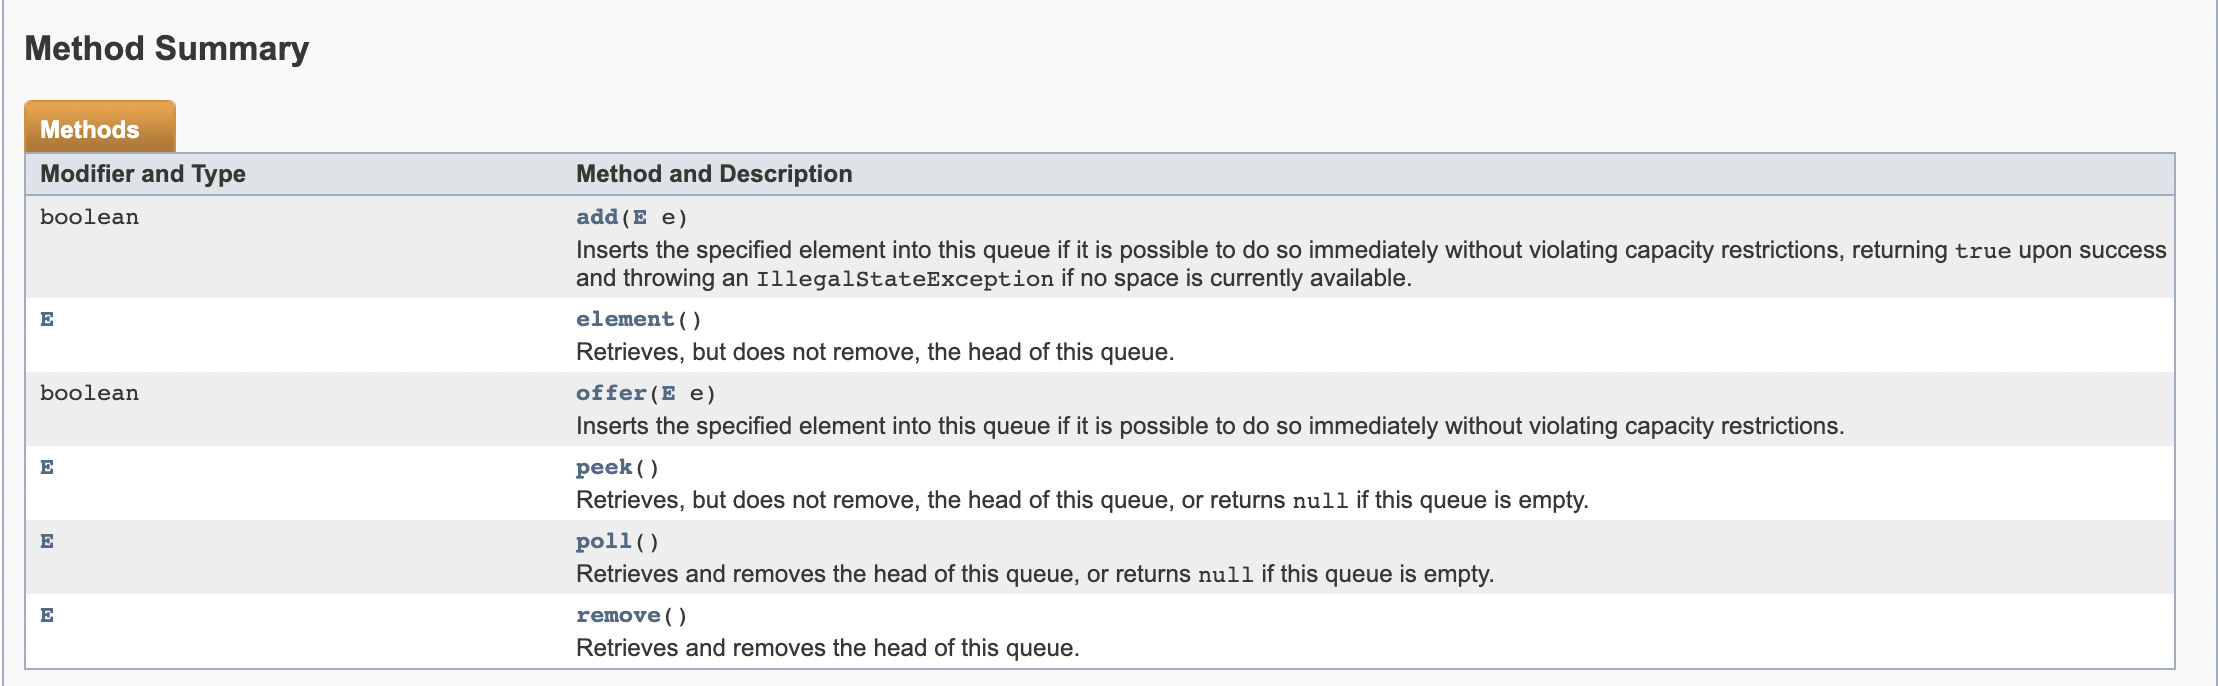 Method Summary
Methods
Modifier and Type
Method and Description
boolean
add(E e)
Inserts the specified element into this queue if it is possible to do so immediately without violating capacity restrictions, returning true upon success
and throwing an IllegalStateException if no space is currently available.
E
element()
Retrieves, but does not remove, the head of this queue.
boolean
offer(E e)
Inserts the specified element into this queue if it is possible to do so immediately without violating capacity restrictions.
E
peek()
Retrieves, but does not remove, the head of this queue, or returns null if this queue is empty.
E
poll()
Retrieves and removes the head of this queue, or returns null if this queue is empty.
E
remove()
Retrieves and removes the head of this queue.